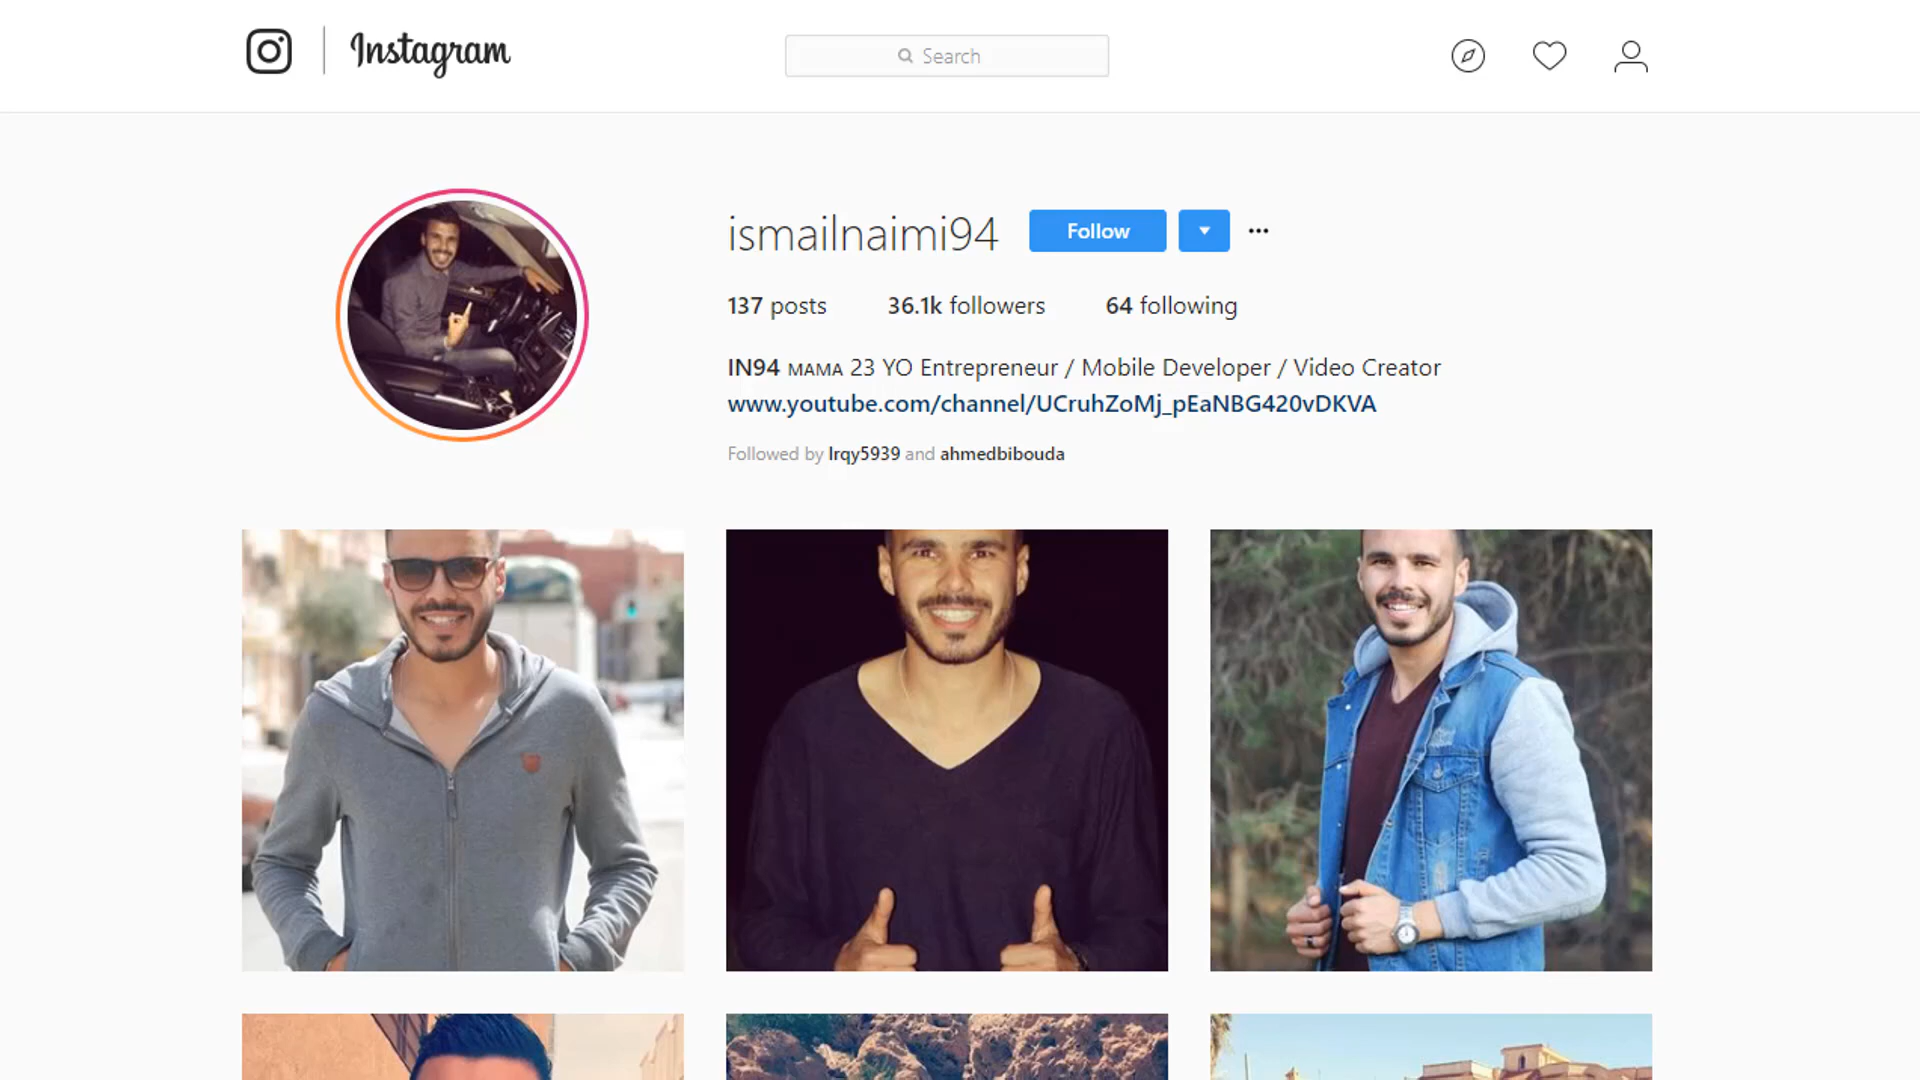 Instagram
Search
ismailnaimi94
Follow
137 posts 36.1k followers 64 following
IN94 ᴍᴀᴍᴀ 23 YO Entrepreneur / Mobile Developer / Video Creator
www.youtube.com/channel/UCruhZoMj_pEaNBG420vDKVA
Followed by lrqy5939 and ahmedbibouda